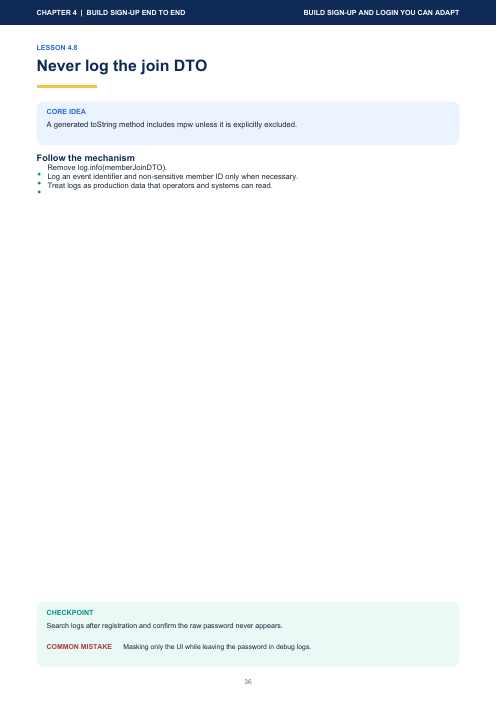 CHAPTER 4 | BUILD SIGN-UP END TO END
BUILD SIGN-UP AND LOGIN YOU CAN ADAPT
LESSON 4.8
Never log the join DTO
CORE IDEA
A generated toString method includes mpw unless it is explicitly excluded.
Follow the mechanism
Remove log.info(memberJoinDTO).
Log an event identifier and non-sensitive member ID only when necessary.
Treat logs as production data that operators and systems can read.
CHECKPOINT
Search logs after registration and confirm the raw password never appears.
COMMON MISTAKE Masking only the UI while leaving the password in debug logs.
36